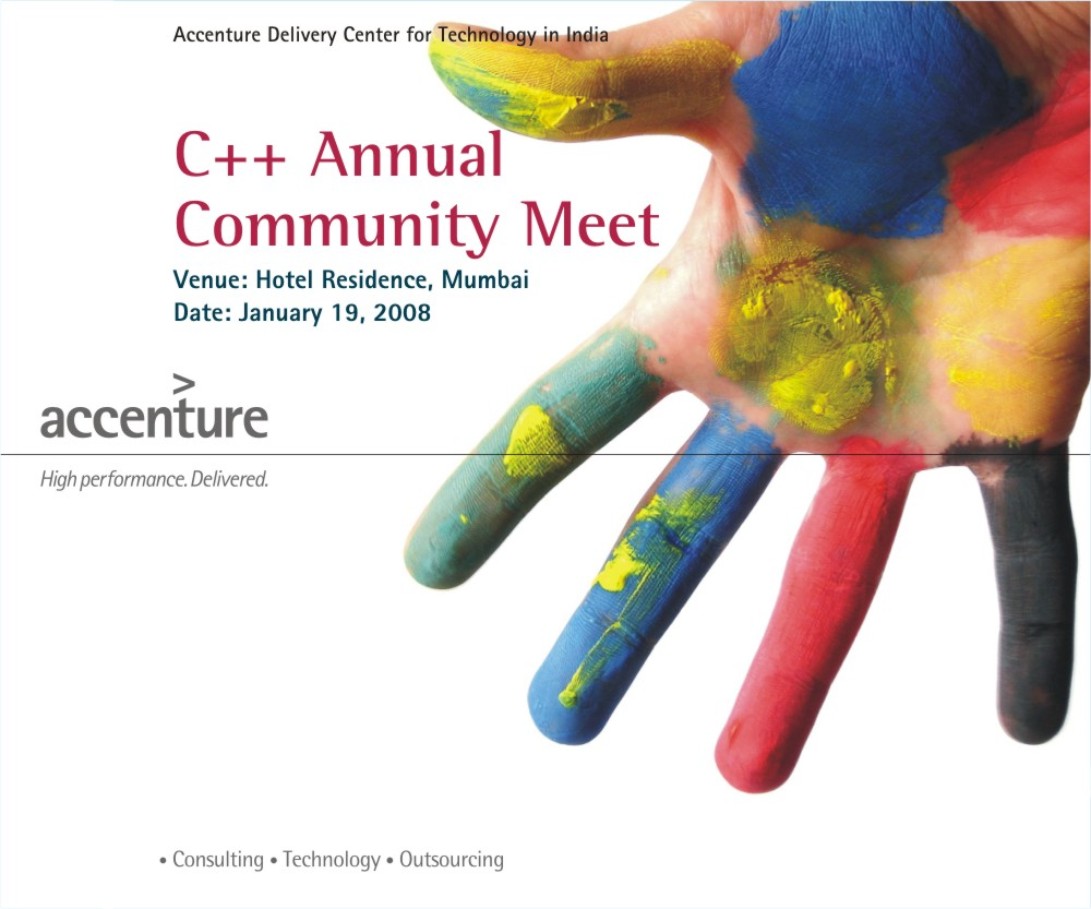 Accenture Delivery Center for Technology in India
C++ Annual
Community Meet
Venue: Hotel Residence, Mumbai
Date: January 19, 2008
>
accenture
High performance. Delivered.
• Consulting • Technology • Outsourcing